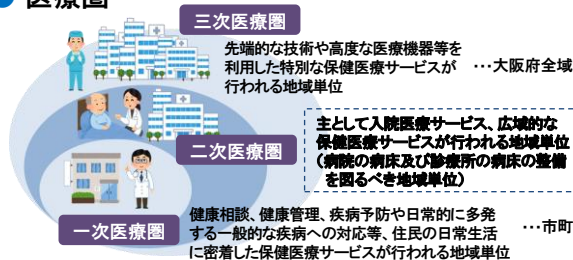 医療圏
三次医療圏
先端的な技術や高度な医療機器等を
利用した特別な保健医療サービスが
行われる地域単位
…大阪府全域
二次医療圏
主として入院医療サービス、広域的な
保健医療サービスが行われる地域単位
(病院の病床及び診療所の病床の整備
を図るべき地域単位)
一次医療圏
健康相談、健康管理、疾病予防や日常的に多発
する一般的な疾病への対応等、住民の日常生活
に密着した保健医療サービスが行われる地域単位
…市町